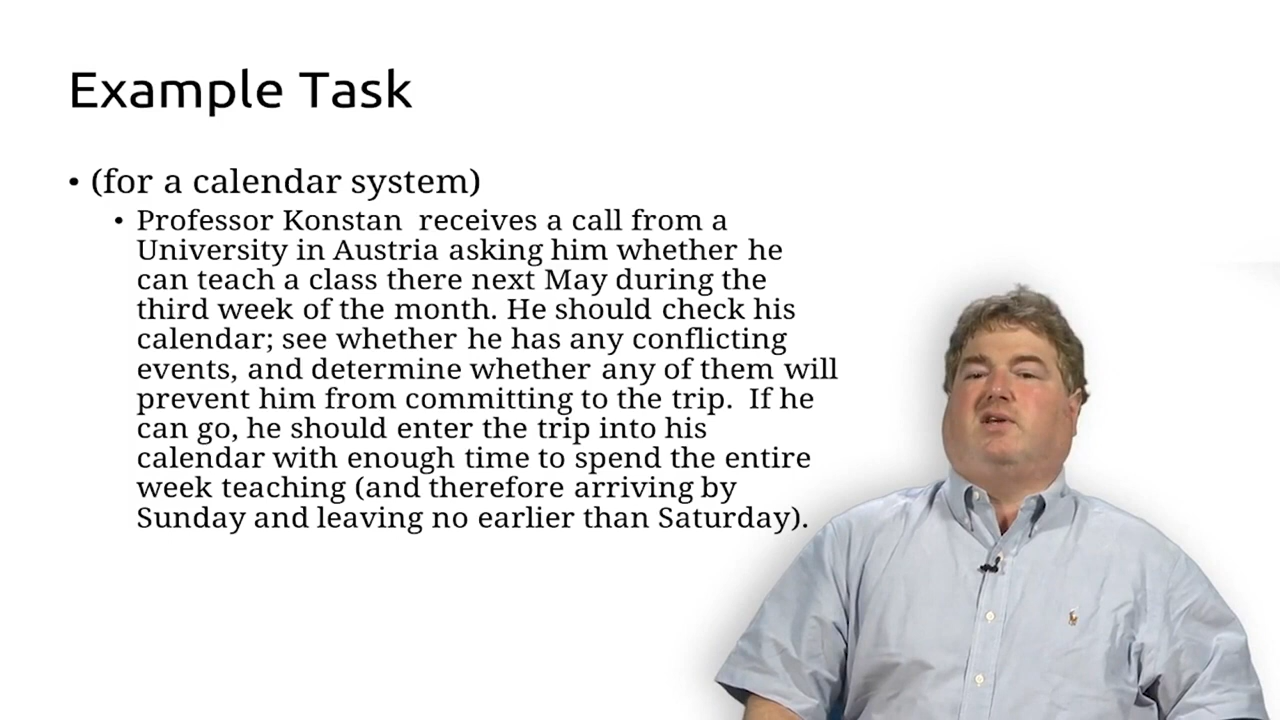 Example Task
• (for a calendar system)
• Professor Konstan receives a call from a
University in Austria asking him whether he
can teach a class there next May during the
third week of the month. He should check his
calendar; see whether he has any conflicting
events, and determine whether any of them will
prevent him from committing to the trip. If he
can go, he should enter the trip into his
calendar with enough time to spend the entire
week teaching (and therefore arriving by
Sunday and leaving no earlier than Saturday).